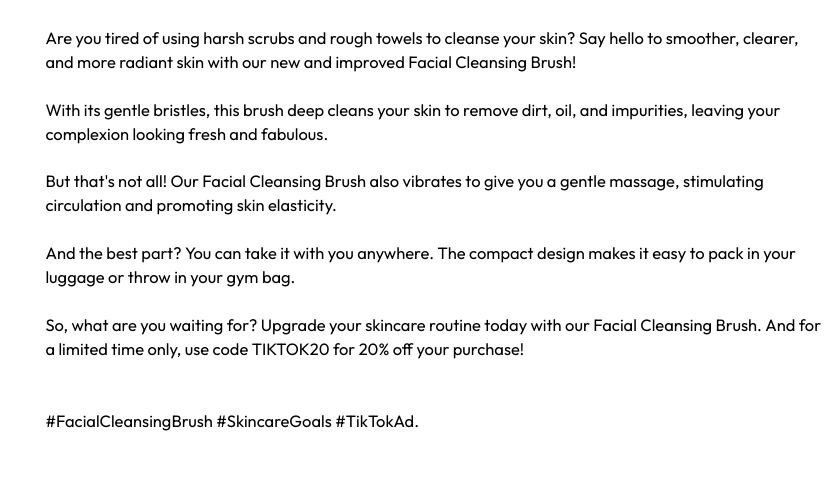 Are you tired of using harsh scrubs and rough towels to cleanse your skin? Say hello to smoother, clearer,
and more radiant skin with our new and improved Facial Cleansing Brush!
With its gentle bristles, this brush deep cleans your skin to remove dirt, oil, and impurities, leaving your
complexion looking fresh and fabulous.
But that's not all! Our Facial Cleansing Brush also vibrates to give you a gentle massage, stimulating
circulation and promoting skin elasticity.
And the best part? You can take it with you anywhere. The compact design makes it easy to pack in your
luggage or throw in your gym bag.
So, what are you waiting for? Upgrade your skincare routine today with our Facial Cleansing Brush. And for
a limited time only, use code TIKTOK20 for 20% off your purchase!
#FacialCleansingBrush #SkincareGoals #TikTokAd.